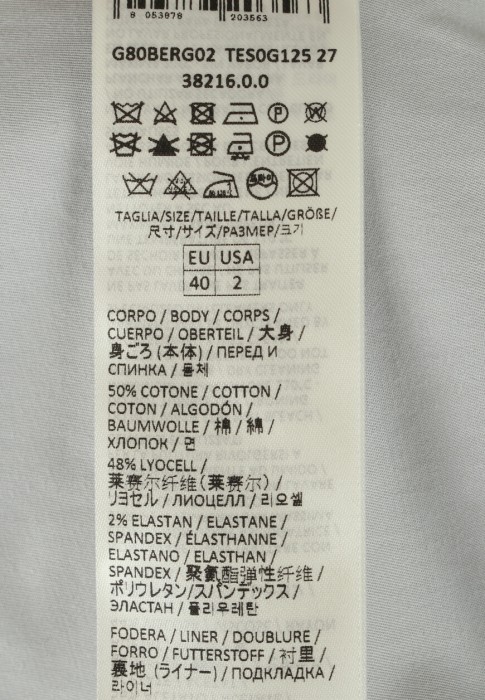 8 053878 203563
G80BERG02 TES0G125 27
38216.0.0
TAGLIA/SIZE/TAILLE/TALLA/GRÖßE/
尺寸/サイズ/РАЗМЕР/크기
EU USA
40 2
CORPO / BODY / CORPS /
CUERPO / OBERTEIL / 大身 /
身ごろ (本体) / ПЕРЕД И
СПИНКА / 몸체
50% COTONE / COTTON /
COTON / ALGODÓN /
BAUMWOLLE / 棉 / 綿 /
ХЛОПОК / 면
48% LYOCELL /
莱赛尔纤维(莱赛尔) /
リヨセル / ЛИОЦЕЛЛ / 리오셀
2% ELASTAN / ELASTANE /
SPANDEX / ÉLASTHANNE /
ELASTANO / ELASTHAN /
SPANDEX / 聚氨酯弹性纤维 /
ポリウレタン/スパンデックス /
ЭЛАСТАН / 폴리우레탄
FODERA / LINER / DOUBLURE /
FORRO / FUTTERSTOFF / 衬里 /
裏地 (ライナー) / ПОДКЛАДКА /
라이너